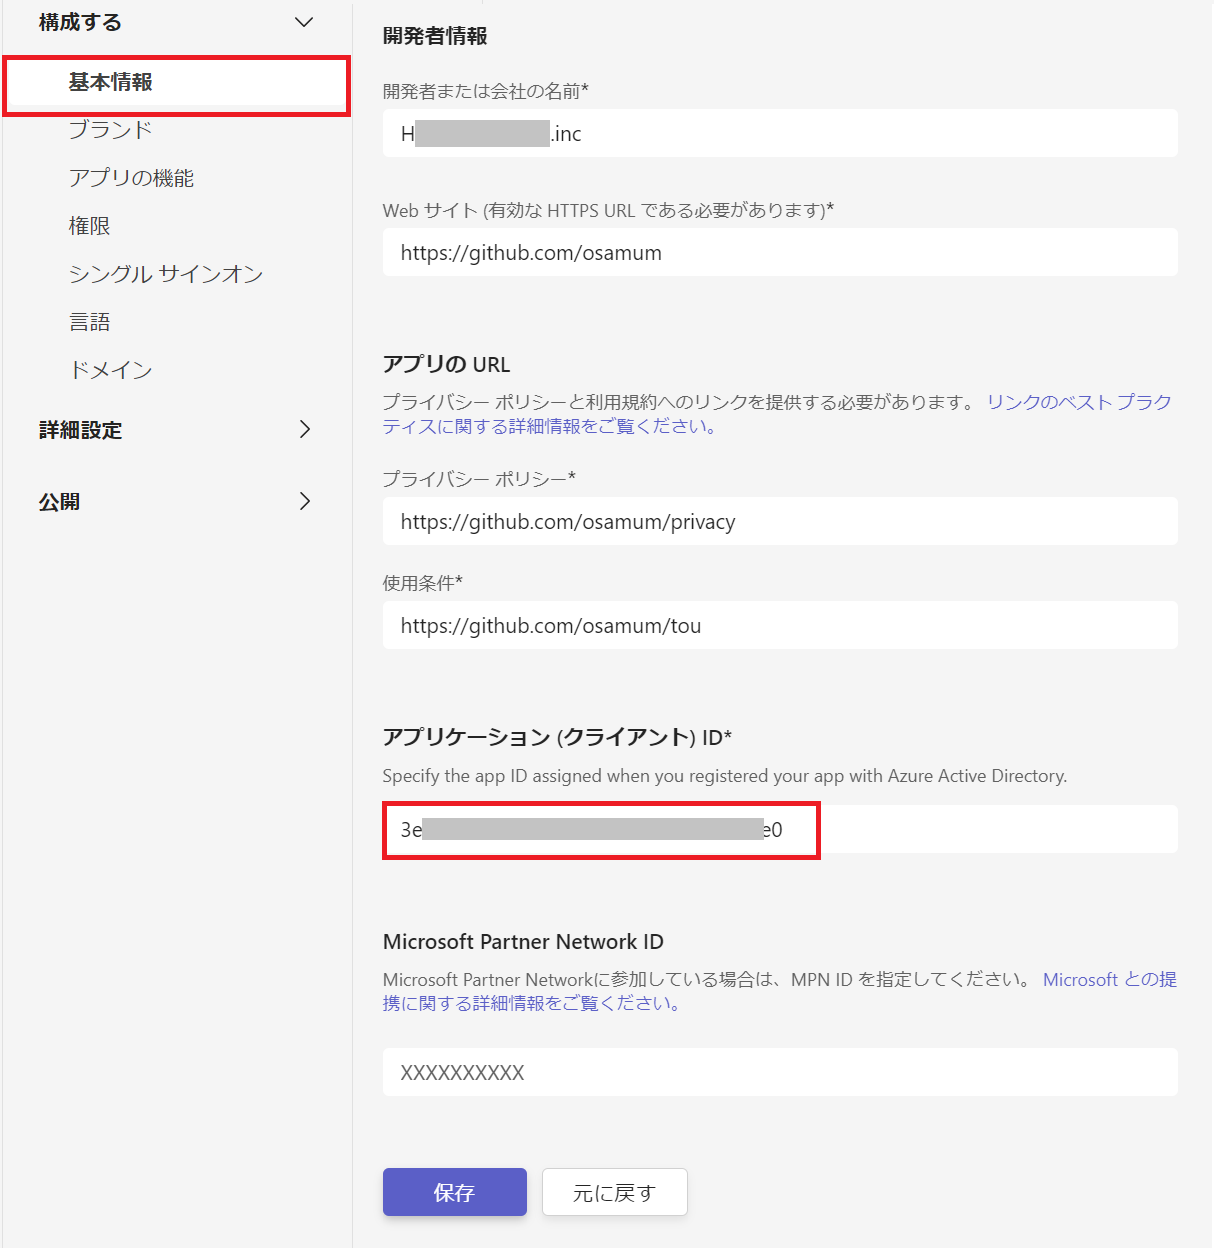 構成する
基本情報
ブランド
アプリの機能
権限
シングル サインオン
言語
ドメイン
詳細設定
公開
開発者情報
開発者または会社の名前*
H .inc
Web サイト (有効な HTTPS URL である必要があります)*
https://github.com/osamum
アプリの URL
プライバシー ポリシーと利用規約へのリンクを提供する必要があります。 リンクのベスト プラク
ティスに関する詳細情報をご覧ください。
プライバシー ポリシー*
https://github.com/osamum/privacy
使用条件*
https://github.com/osamum/tou
アプリケーション (クライアント) ID*
Specify the app ID assigned when you registered your app with Azure Active Directory.
3e e0
Microsoft Partner Network ID
Microsoft Partner Networkに参加している場合は、MPN ID を指定してください。 Microsoft との提
携に関する詳細情報をご覧ください。
XXXXXXXXXX
保存
元に戻す